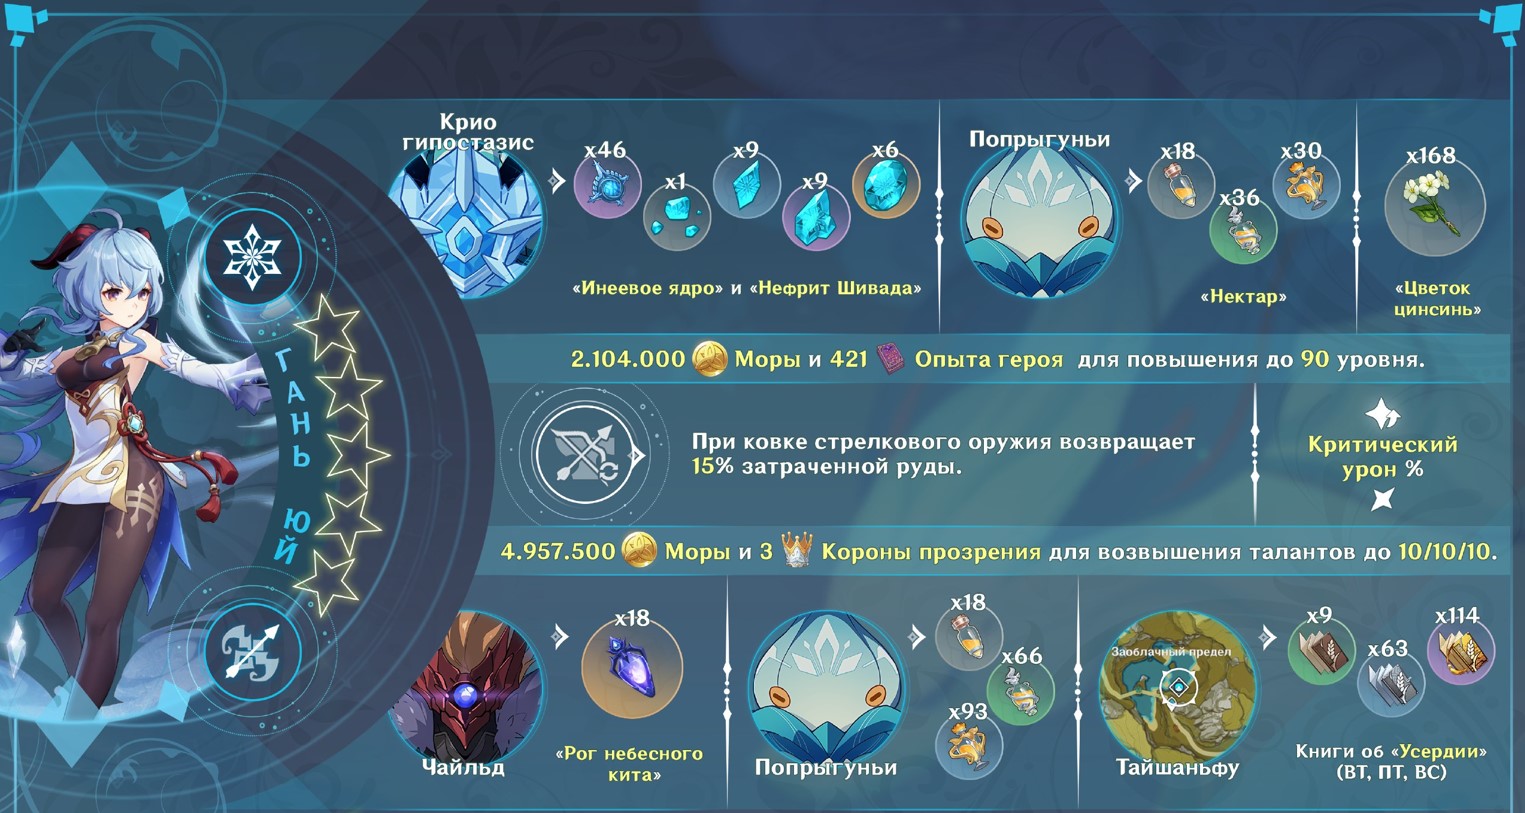 ГАНЬ ЮЙ
Крио
гипостазис
x46
x1
x9
x9
x6
«Инеевое ядро» и «Нефрит Шивада»
Попрыгуньи
x18
x36
x30
«Нектар»
x168
«Цветок
цинсинь»
2.104.000 Моры и 421 Опыта героя для повышения до 90 уровня.
При ковке стрелкового оружия возвращает
15% затраченной руды.
Критический
урон %
4.957.500 Моры и 3 Короны прозрения для возвышения талантов до 10/10/10.
Чайльд
x18
«Рог небесного
кита»
Попрыгуньи
x18
x66
x93
Заоблачный предел
Тайшаньфу
x9
x63
x114
Книги об «Усердии»
(ВТ, ПТ, ВС)